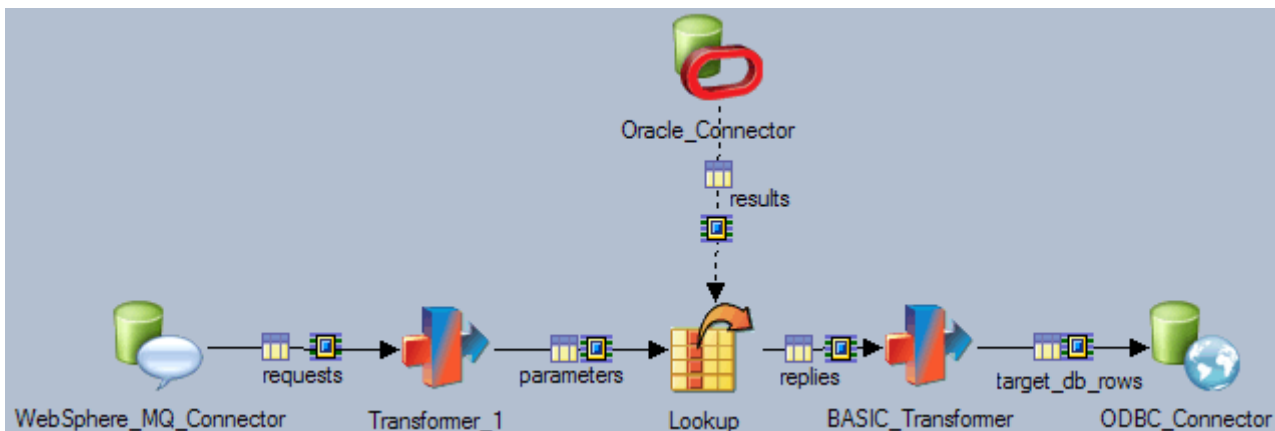 Oracle_Connector
results
requests
parameters
replies
target_db_rows
WebSphere_MQ_Connector
Transformer_1
Lookup
BASIC_Transformer
ODBC_Connector